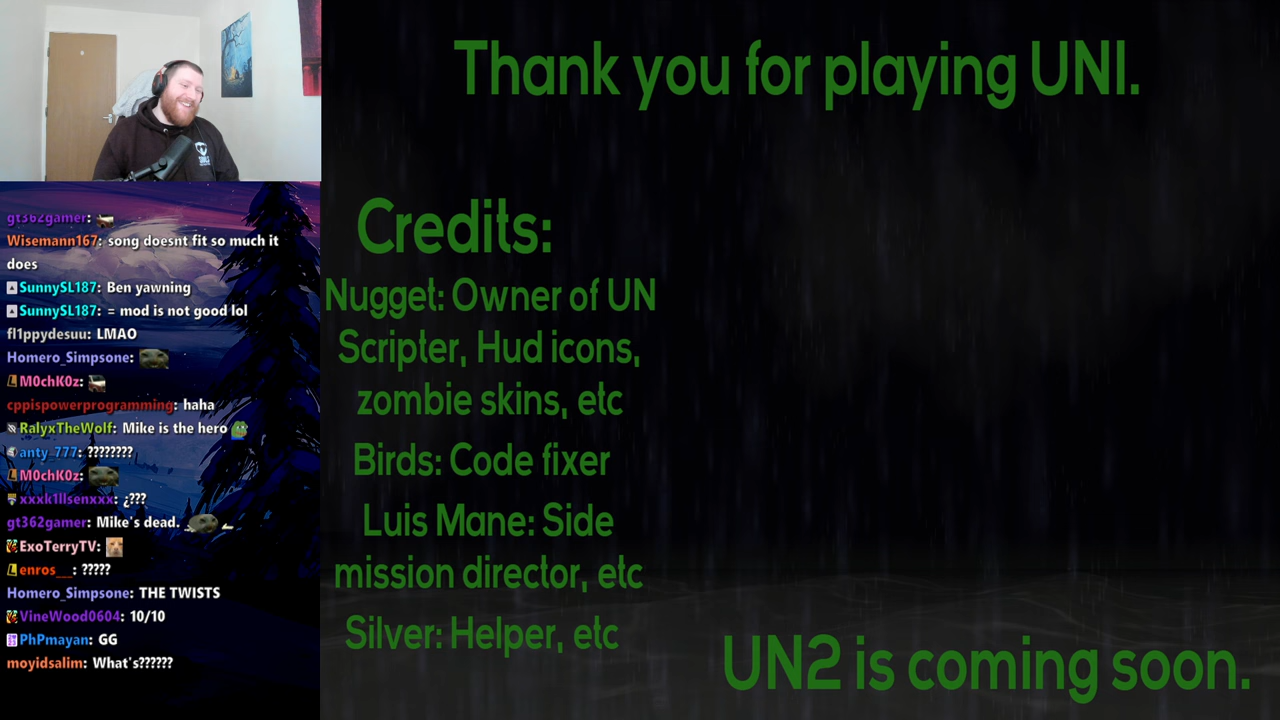 Thank you for playing UNI.
Credits:
Nugget: Owner of UN
Scripter, Hud icons,
zombie skins, etc
Birds: Code fixer
Luis Mane: Side
mission director, etc
Silver: Helper, etc
UN2 is coming soon.
gt362gamer:
Wisemann167: song doesnt fit so much it
does
SunnySL187: Ben yawning
SunnySL187: = mod is not good lol
fl1ppydesuu: LMAO
Homero_Simpsone:
M0chK0z:
cppispowerprogramming: haha
RalyxTheWolf: Mike is the hero
anty_777: ????????
M0chK0z:
xxxk1llsenxxx: ¿???
gt362gamer: Mike's dead.
ExoTerryTV:
enros__: ?????
Homero_Simpsone: THE TWISTS
VineWood0604: 10/10
PhPmayan: GG
moyidsalim: What's??????